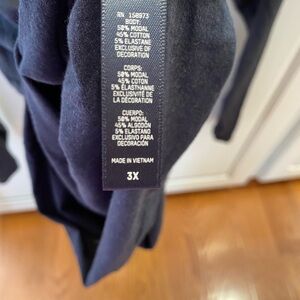 RN 158973
BODY:
50% MODAL
45% COTTON
5% ELASTANE
EXCLUSIVE OF
DECORATION
CORPS:
50% MODAL
45% COTON
5% ÉLASTHANNE
EXCLUSIVITÉ DE
LA DÉCORATION
CUERPO:
50% MODAL
45% ALGODÓN
5% ELASTANO
EXCLUSIVO PARA
DECORACIÓN
MADE IN VIETNAM
3X